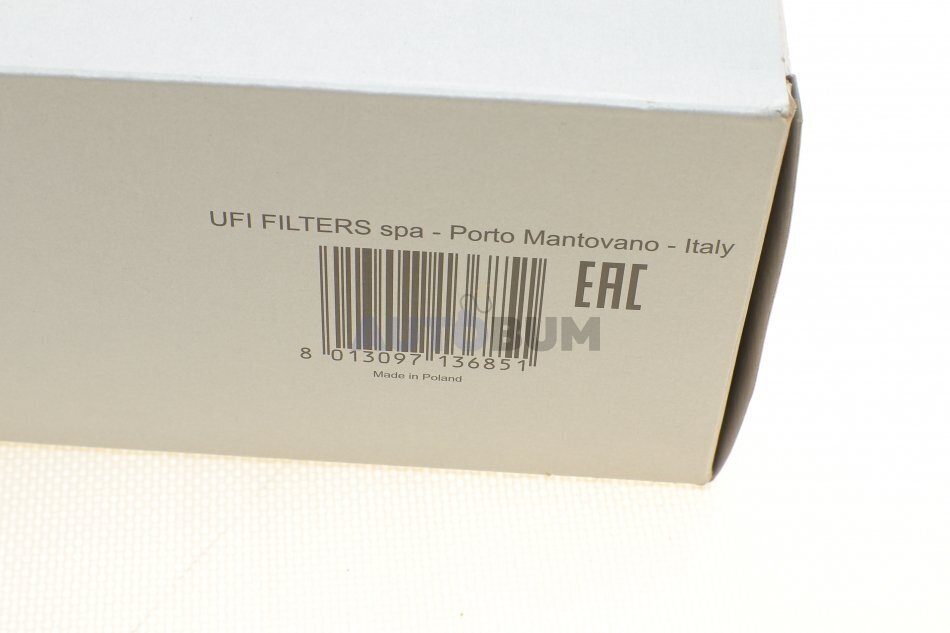 UFI FILTERS spa - Porto Mantovano - Italy
EAC
AUTOBUM
8 013097 136851
Made in Poland